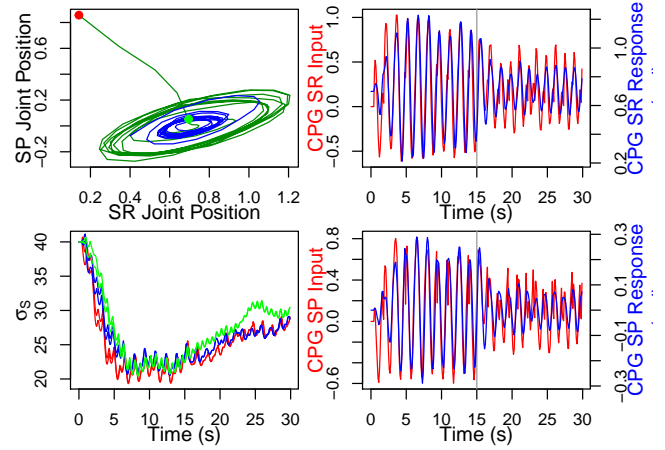 SP Joint Position
−0.2 0.2 0.6
0.2 0.4 0.6 0.8 1.0 1.2
SR Joint Position
CPG SR Input
−0.5 0.0 0.5 1.0
0 5 10 15 20 25 30
Time (s)
0.2 0.6 1.0
CPG SR Response
σS
20 25 30 35 40
0 5 10 15 20 25 30
Time (s)
CPG SP Input
−0.6 0.0 0.4 0.8
0 5 10 15 20 25 30
Time (s)
−0.3 −0.1 0.1 0.3
CPG SP Response